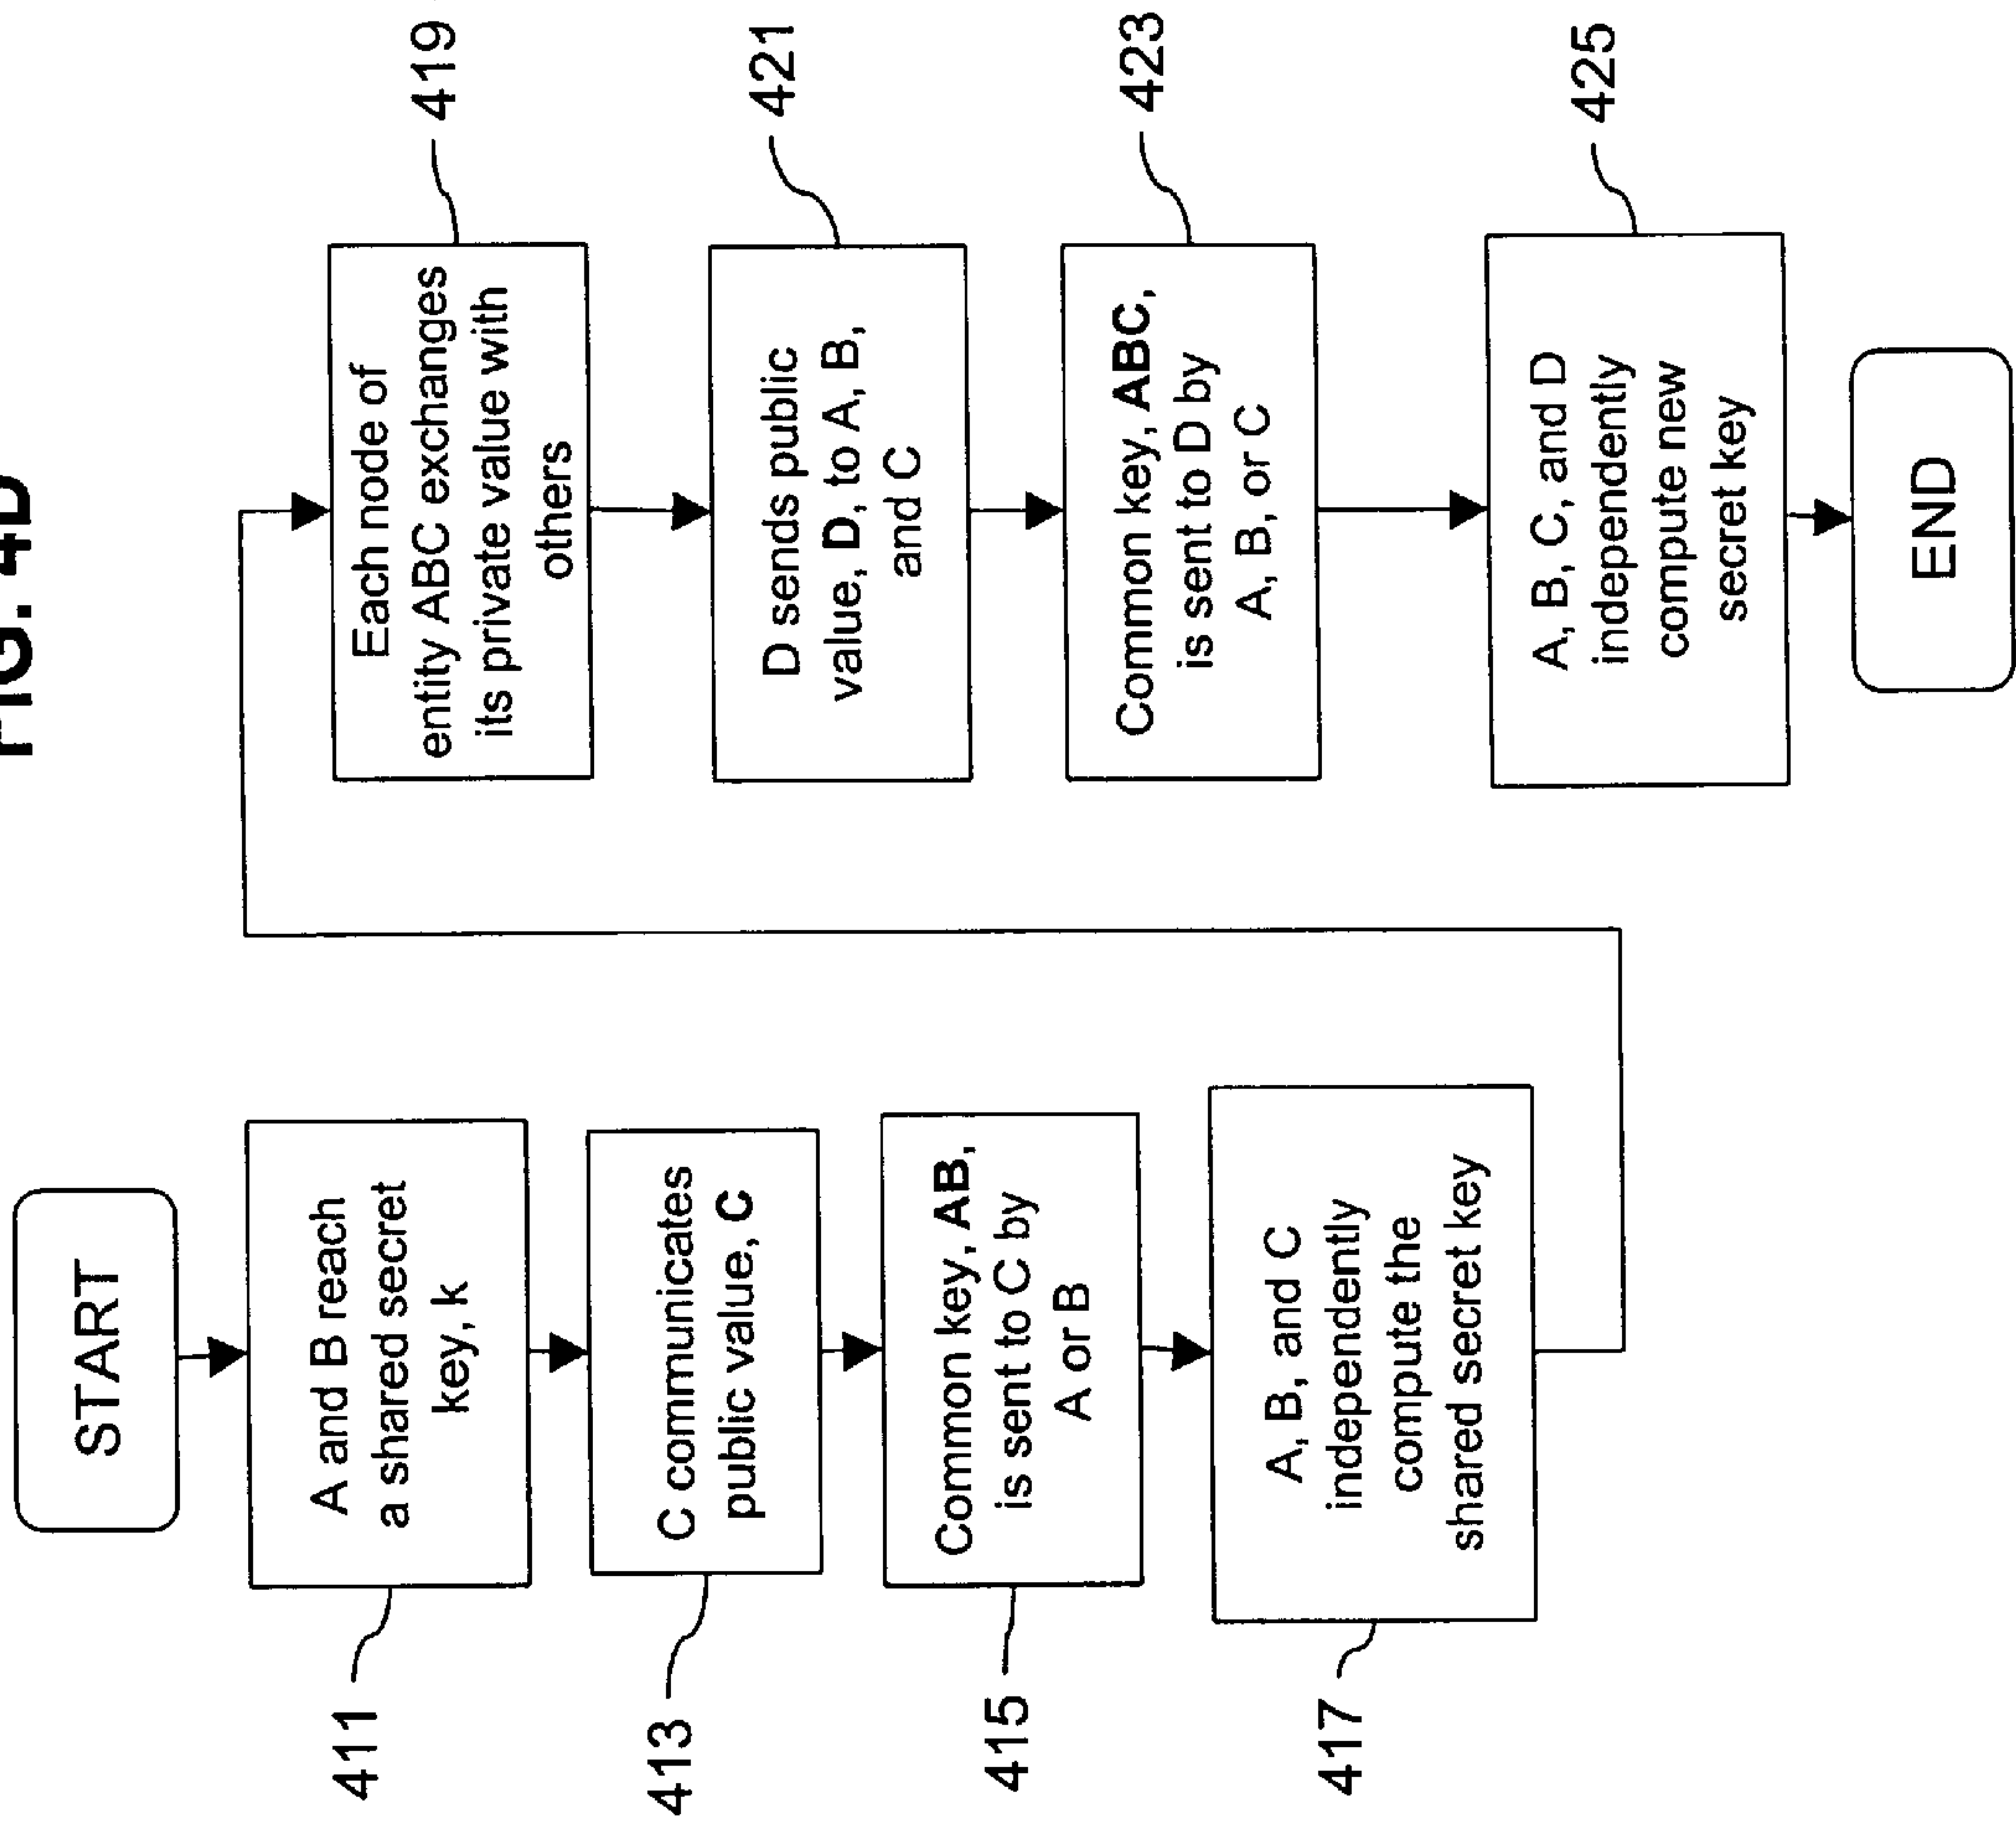 FIG.
START
A and B reach
a shared secret
key, k
411
C communicates
public value, C
413
Common key, AB,
is sent to C by
A or B
415
A, B, and C
independently
compute the
shared secret key
417
Each node of
entity ABC exchanges
its private value with
others
419
D sends public
value, D, to A, B,
and C
421
Common key, ABC,
is sent to D by
A, B, or C
423
A, B, C, and D
independently
compute new
secret key
425
END